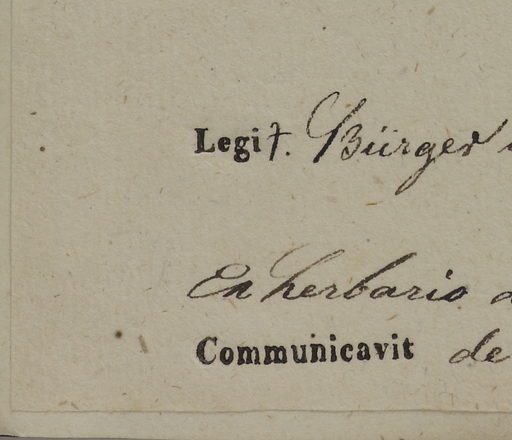 Legit. Bürger
Ex herbario
Communicavit de